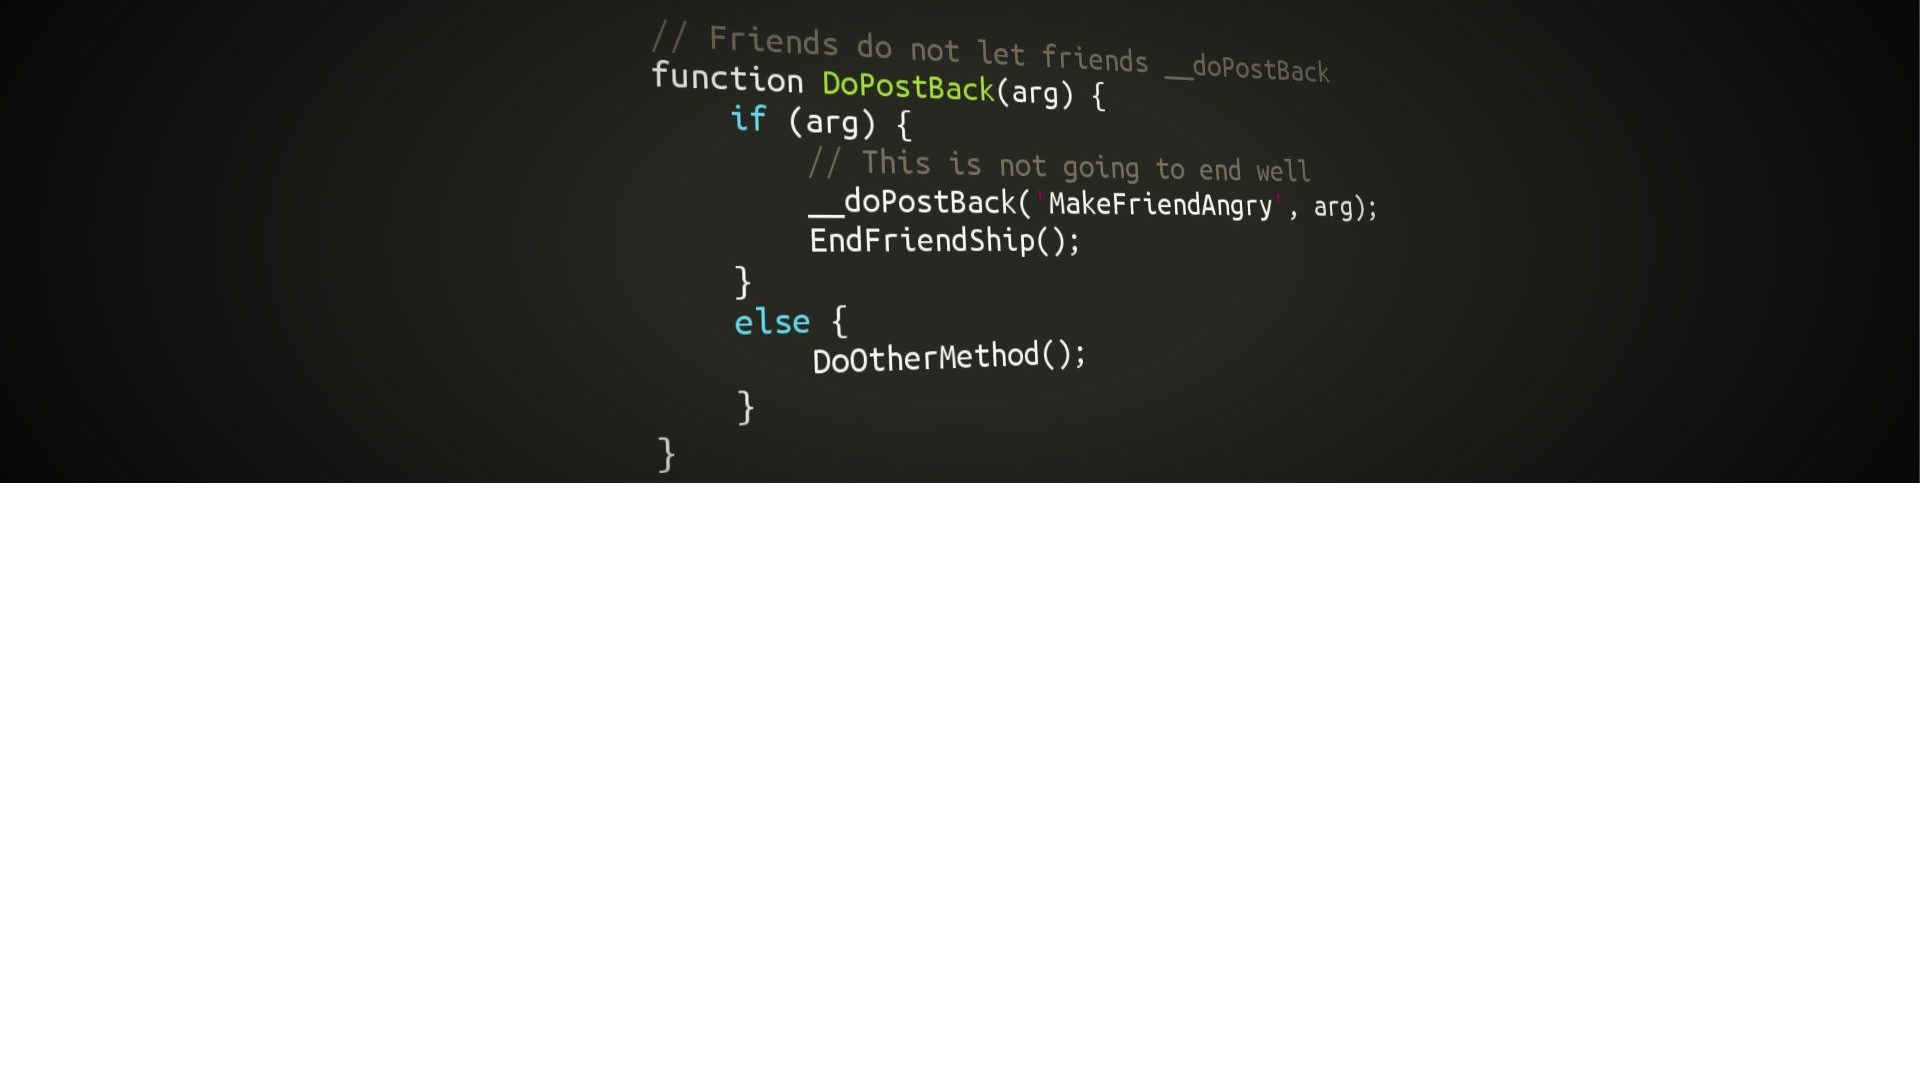 // Friends do not let friends __doPostBack
function DoPostBack(arg) {
if (arg) {
// This is not going to end well
__doPostBack('MakeFriendAngry', arg);
EndFriendShip();
}
else {
DoOtherMethod();
}
}